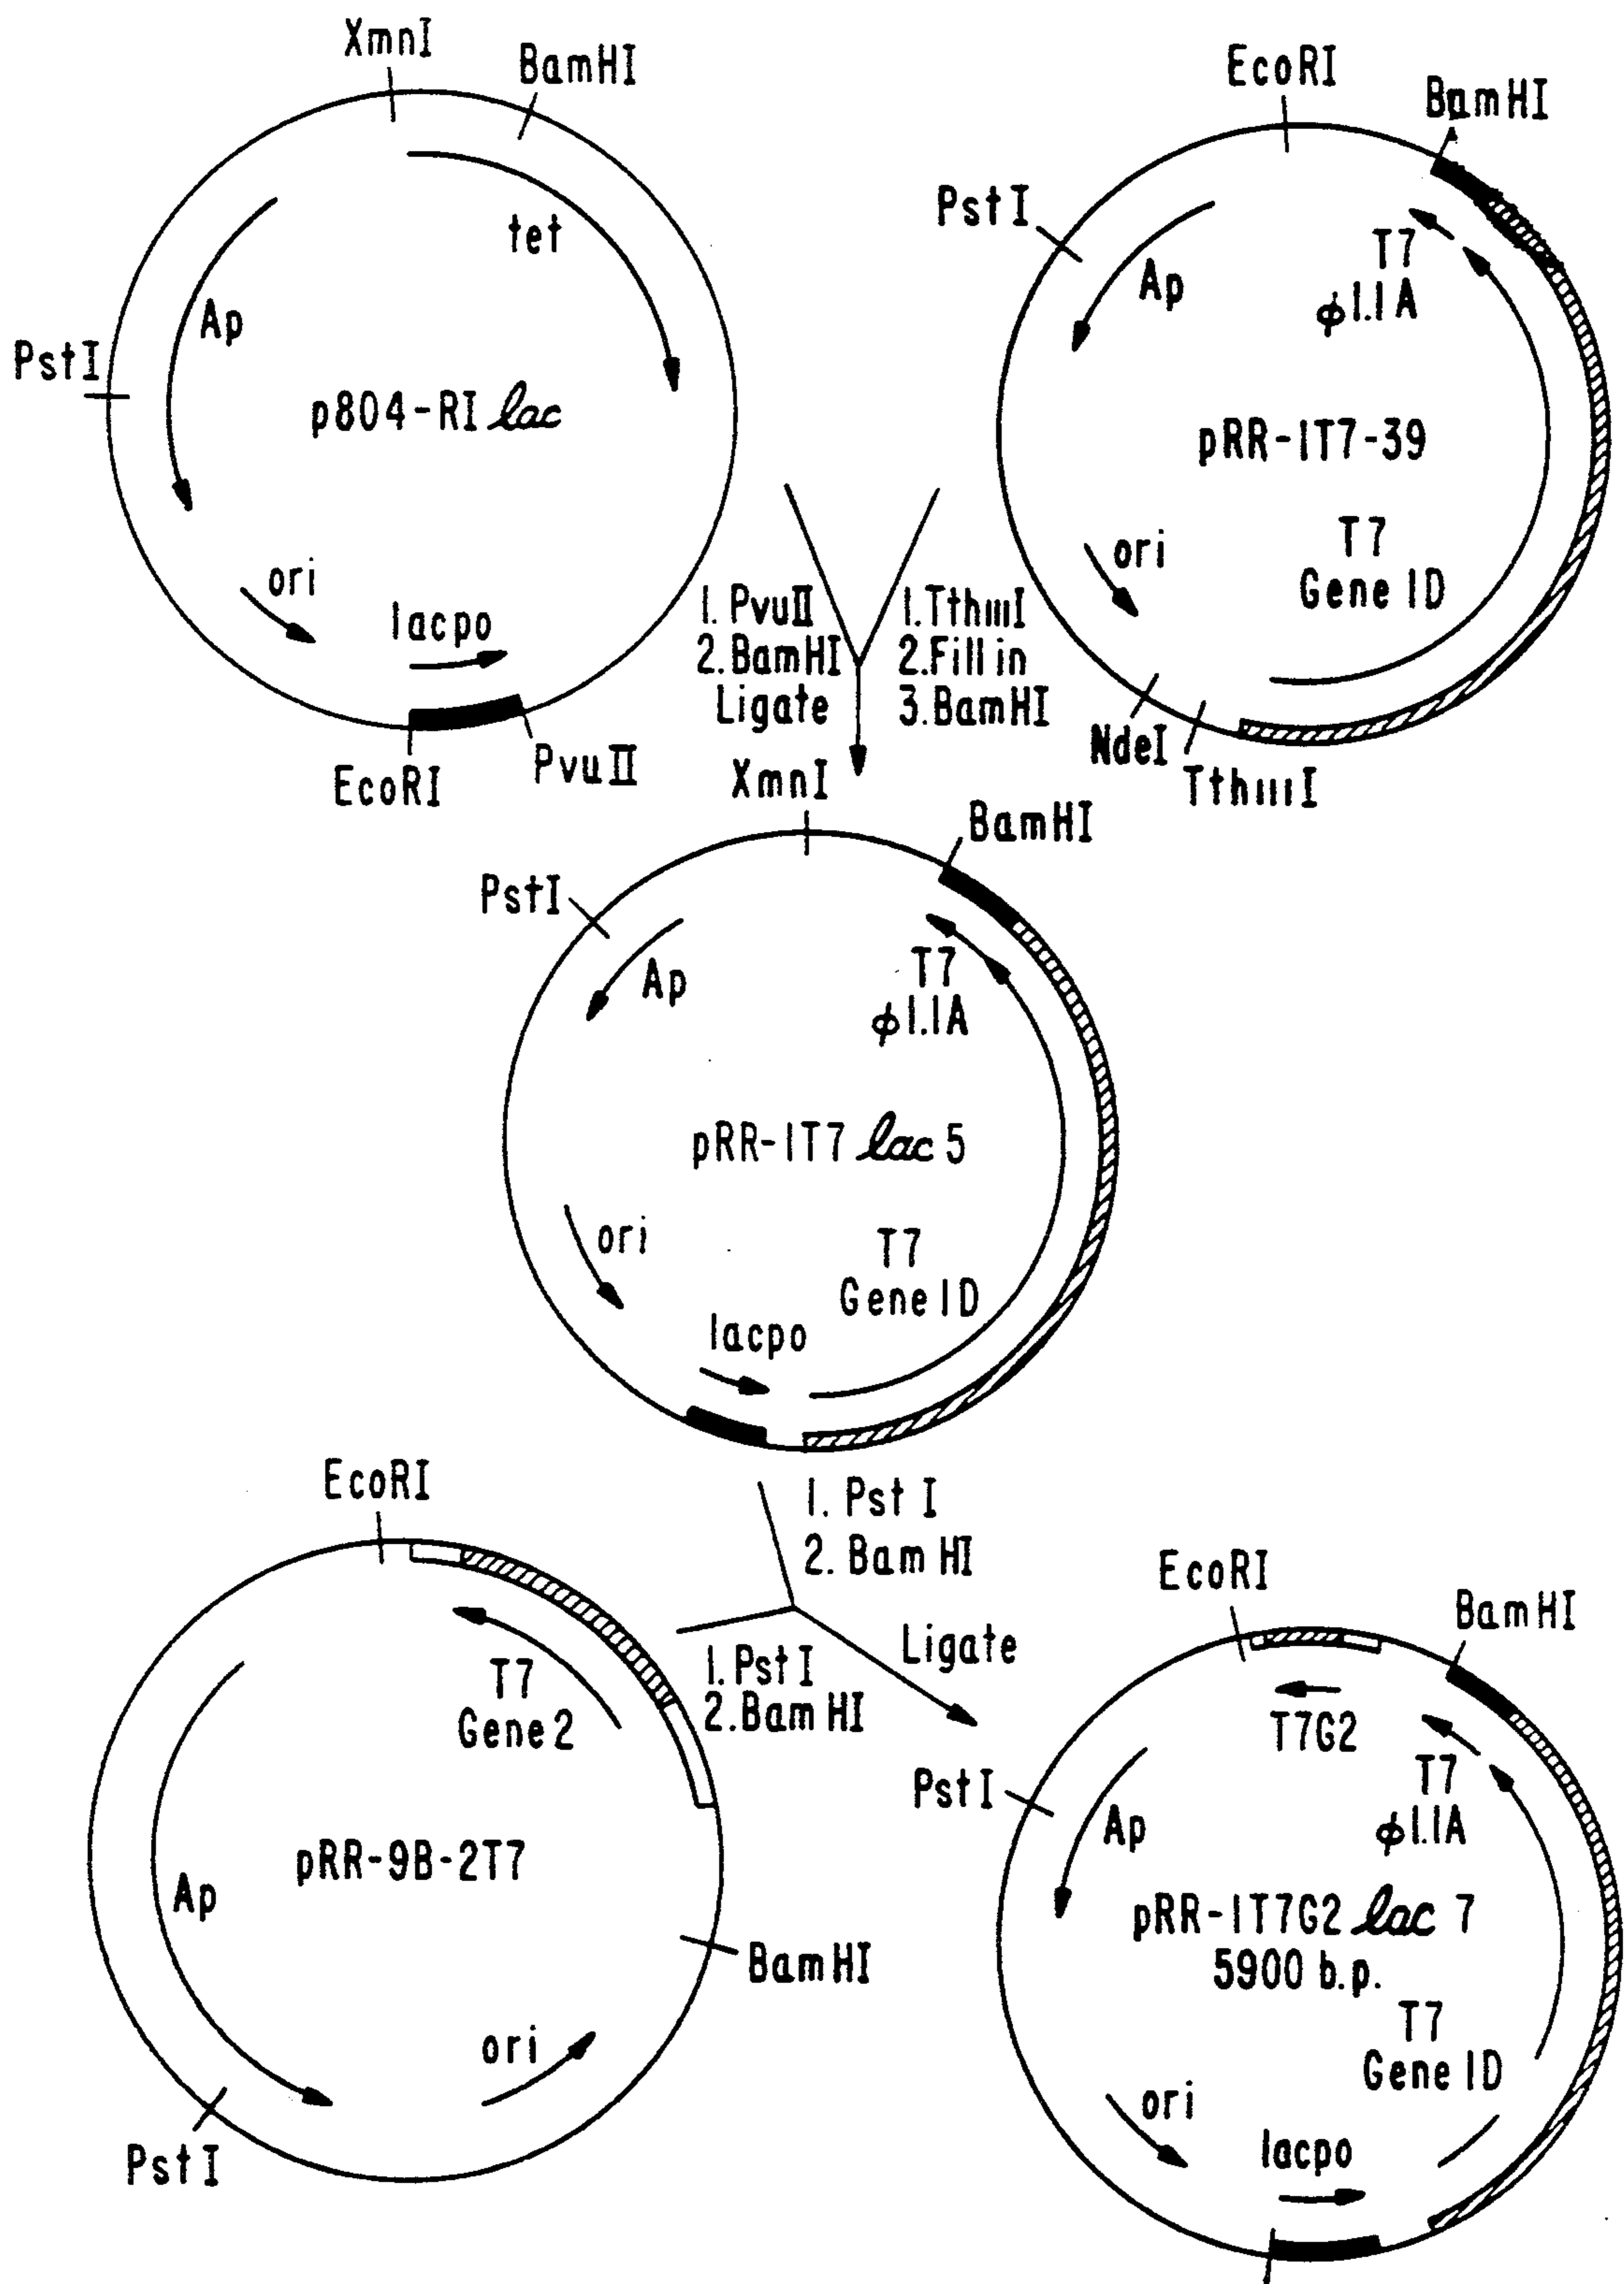 XmnI
BamHI
tet
Ap
PstI
p804-RI lac
ori
lacpo
EcoRI
PvuII
EcoRI
BamHI
PstI
Ap
T7
φ1.1A
pRR-1T7-39
T7
Gene 1D
ori
NdeI
Tth111I
1. PvuII
2. BamHI
Ligate
1. Tth111I
2. Fill in
3. BamHI
XmnI
BamHI
PstI
Ap
T7
φ1.1A
pRR-1T7 lac 5
ori
T7
Gene 1D
lacpo
1. Pst I
2. Bam HI
EcoRI
T7
Gene 2
1. Pst I
2. Bam HI
Ligate
pRR-9B-2T7
Ap
BamHI
ori
PstI
EcoRI
BamHI
T7G2
PstI
Ap
T7
φ1.1A
pRR-1T7G2 lac 7
5900 b.p.
T7
Gene 1D
ori
lacpo